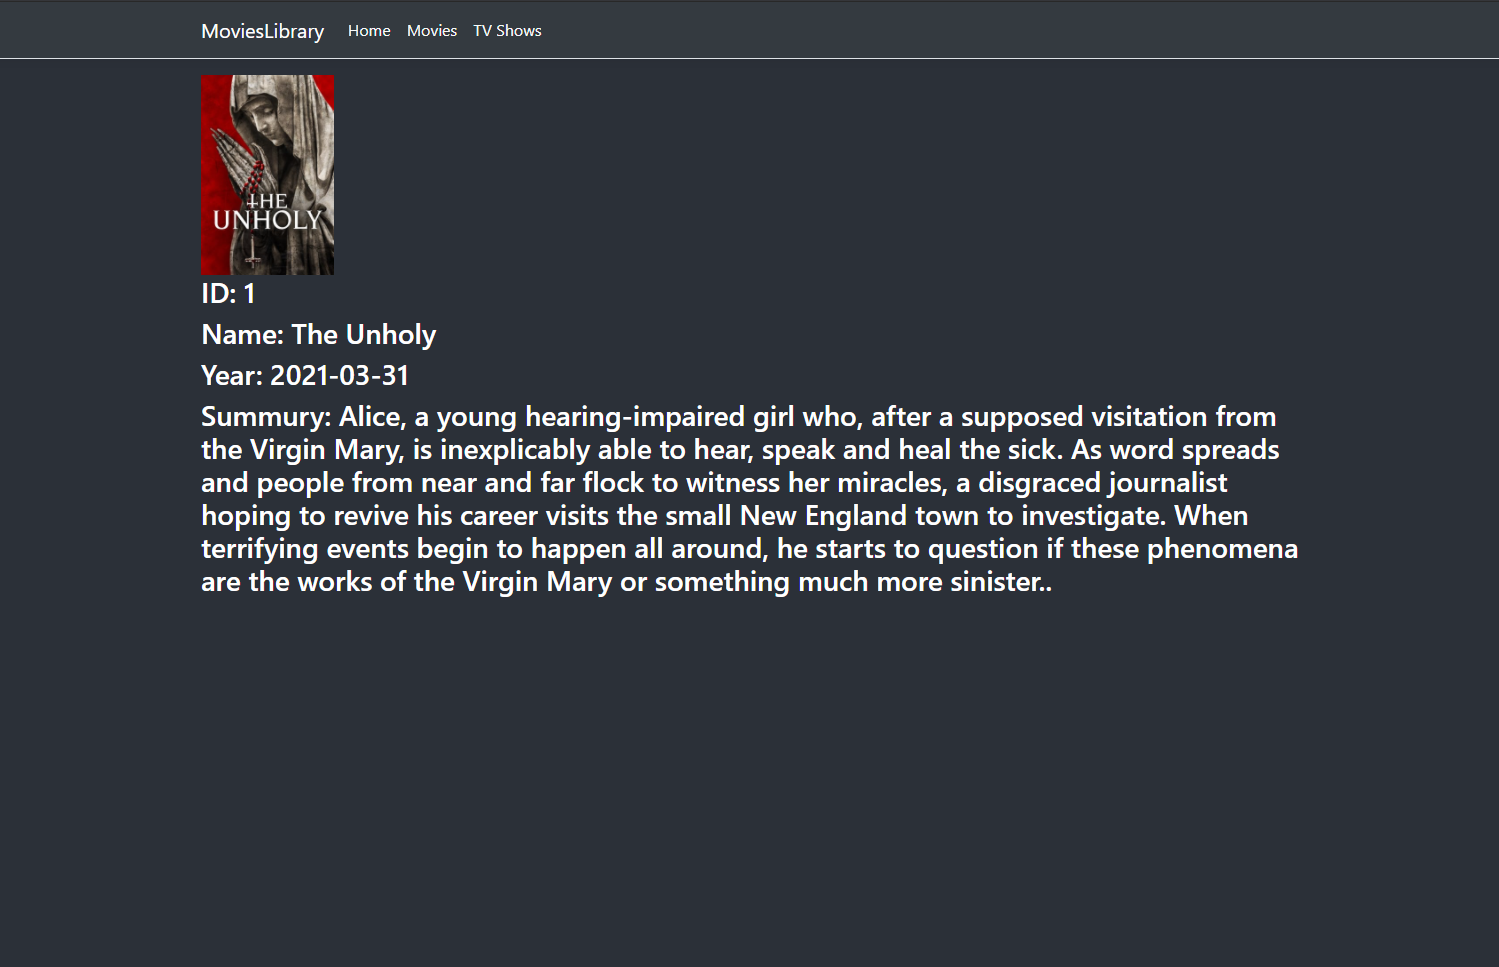 MoviesLibrary Home Movies TV Shows
THE
UNHOLY
ID: 1
Name: The Unholy
Year: 2021-03-31
Summury: Alice, a young hearing-impaired girl who, after a supposed visitation from
the Virgin Mary, is inexplicably able to hear, speak and heal the sick. As word spreads
and people from near and far flock to witness her miracles, a disgraced journalist
hoping to revive his career visits the small New England town to investigate. When
terrifying events begin to happen all around, he starts to question if these phenomena
are the works of the Virgin Mary or something much more sinister..